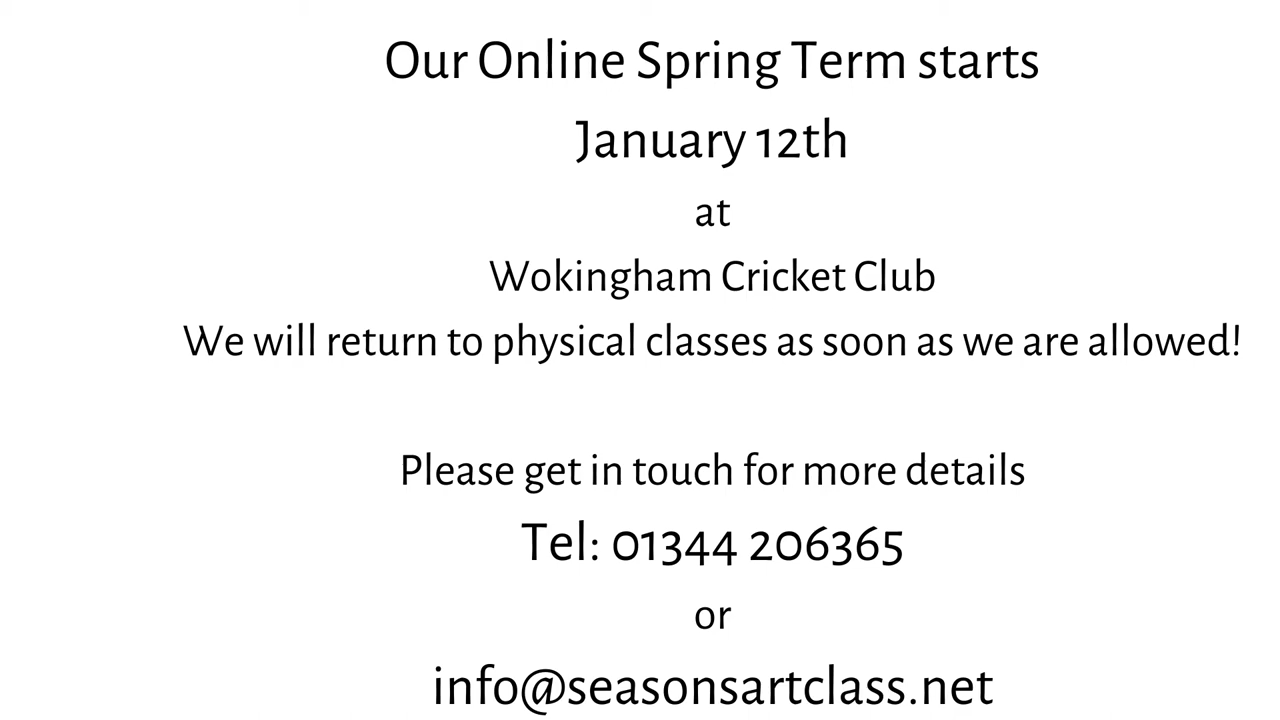 Our Online Spring Term starts
January 12th
at
Wokingham Cricket Club
We will return to physical classes as soon as we are allowed!
Please get in touch for more details
Tel: 01344 206365
or
info@seasonsartclass.net